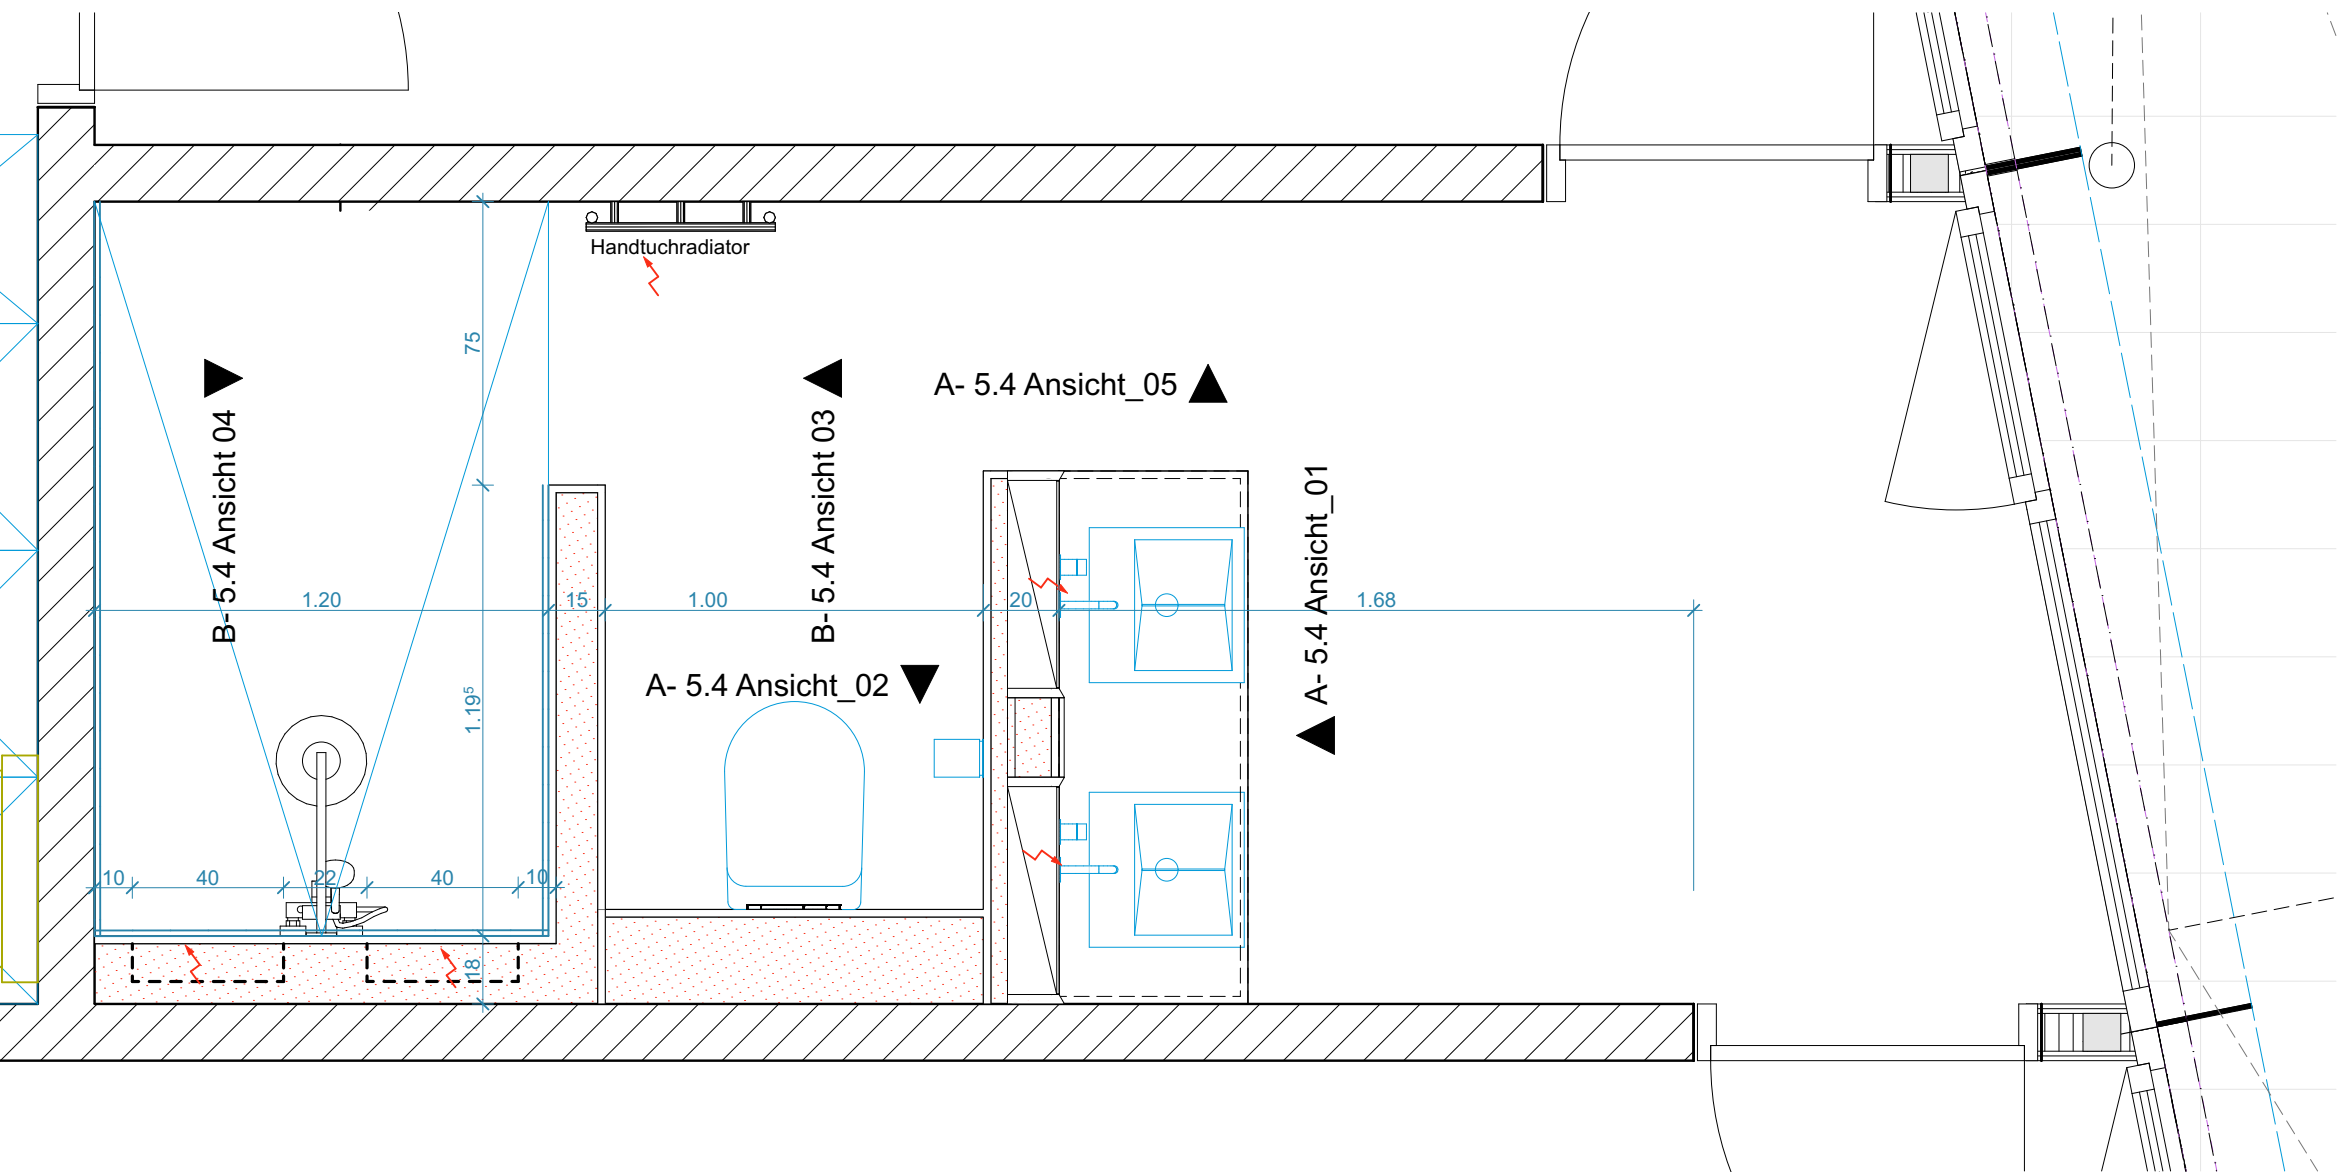 Handtuchradiator
75
B- 5.4 Ansicht 04
B- 5.4 Ansicht 03
A- 5.4 Ansicht_05
A- 5.4 Ansicht_01
1.20
15
1.00
20
1.68
A- 5.4 Ansicht_02
1.19⁵
10
40
22
40
10
18